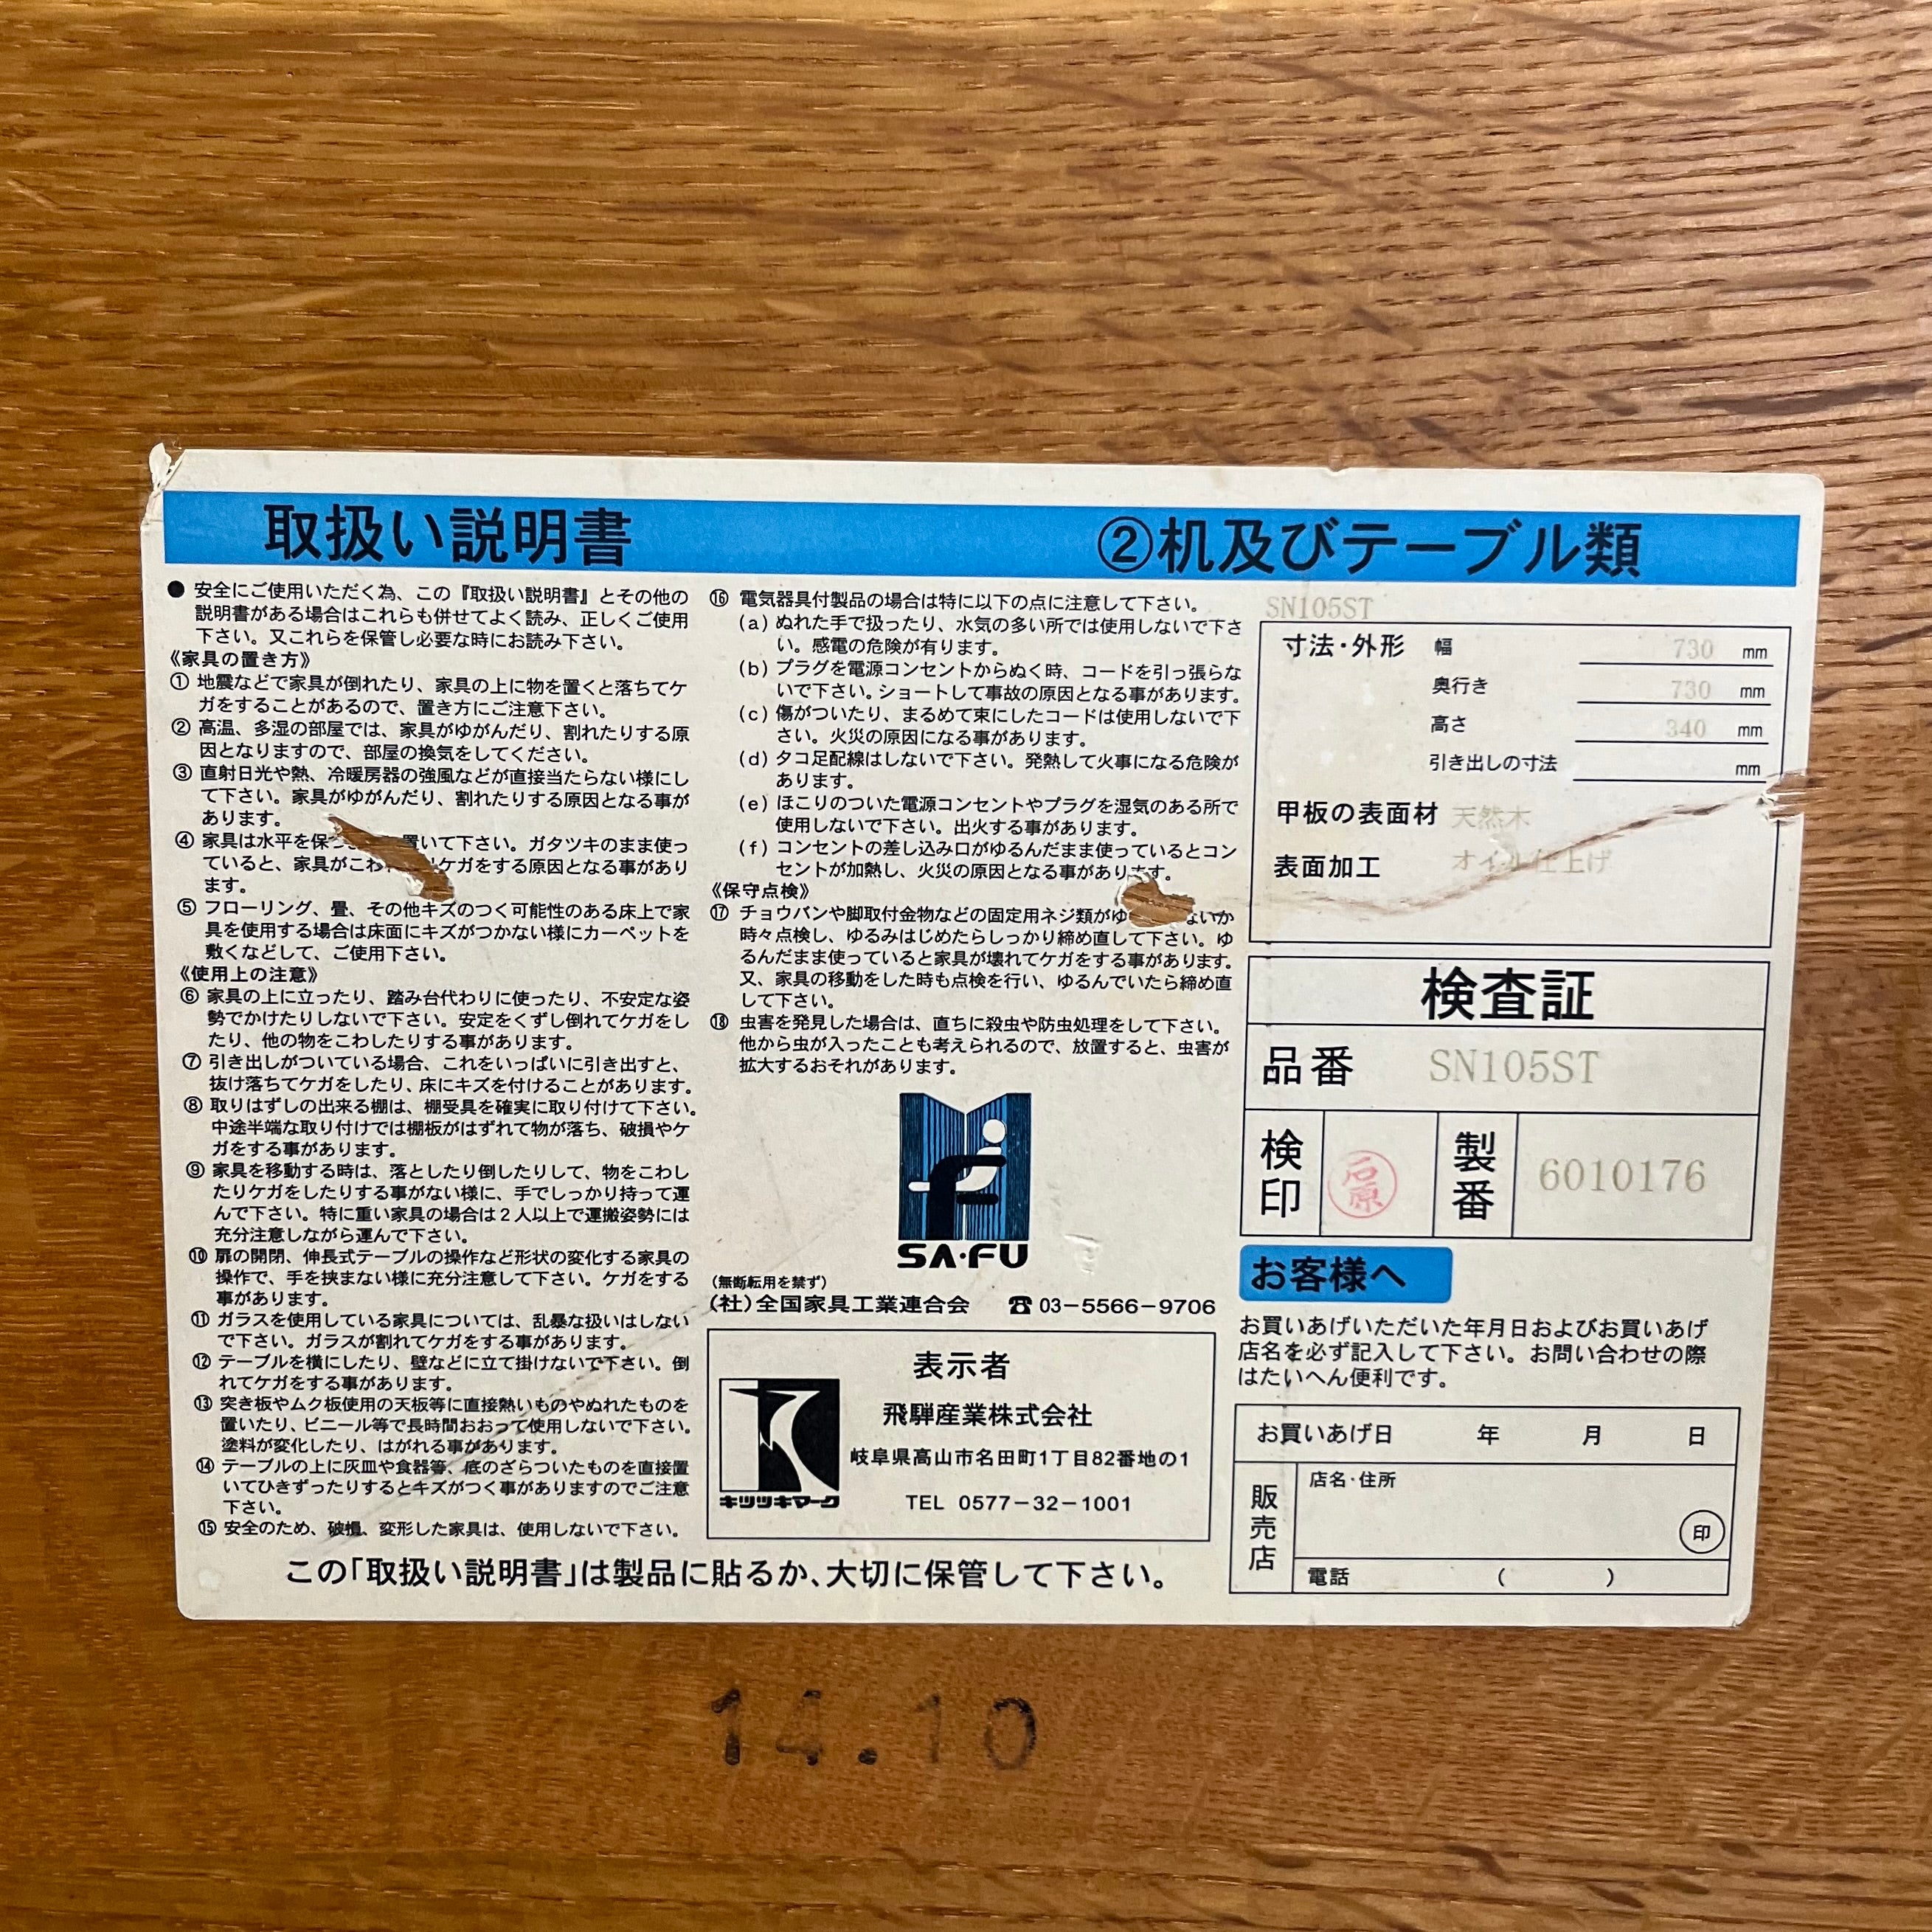 取扱い説明書
②机及びテーブル類
● 安全にご使用いただく為、この『取扱い説明書』とその他の
説明書がある場合はこれらも併せてよく読み、正しくご使用
下さい。又これらを保管し必要な時にお読み下さい。
《家具の置き方》
① 地震などで家具が倒れたり、家具の上に物を置くと落ちてケ
ガをすることがあるので、置き方にご注意下さい。
② 高温、多湿の部屋では、家具がゆがんだり、割れたりする原
因となりますので、部屋の換気をしてください。
③ 直射日光や熱、冷暖房器の強風などが直接当たらない様にし
て下さい。家具がゆがんだり、割れたりする原因となる事が
あります。
④ 家具は水平を保つ 置いて下さい。ガタツキのまま使っ
ていると、家具がこわ ケガをする原因となる事があり
ます。
⑤ フローリング、畳、その他キズのつく可能性のある床上で家
具を使用する場合は床面にキズがつかない様にカーペットを
敷くなどして、ご使用下さい。
《使用上の注意》
⑥ 家具の上に立ったり、踏み台代わりに使ったり、不安定な姿
勢でかけたりしないで下さい。安定をくずし倒れてケガをし
たり、他の物をこわしたりする事があります。
⑦ 引き出しがついている場合、これをいっぱいに引き出すと、
抜け落ちてケガをしたり、床にキズを付けることがあります。
⑧ 取りはずしの出来る棚は、棚受具を確実に取り付けて下さい。
中途半端な取り付けでは棚板がはずれて物が落ち、破損やケ
ガをする事があります。
⑨ 家具を移動する時は、落としたり倒したりして、物をこわし
たりケガをしたりする事がない様に、手でしっかり持って運
んで下さい。特に重い家具の場合は2人以上で運搬姿勢には
充分注意しながら運んで下さい。
⑩ 扉の開閉、伸長式テーブルの操作など形状の変化する家具の
操作で、手を挟まない様に充分注意して下さい。ケガをする
事があります。
⑪ ガラスを使用している家具については、乱暴な扱いはしない
で下さい。ガラスが割れてケガをする事があります。
⑫ テーブルを横にしたり、壁などに立て掛けないで下さい。倒
れてケガをする事があります。
⑬ 突き板やムク板使用の天板等に直接熱いものやぬれたものを
置いたり、ビニール等で長時間おおって使用しないで下さい。
塗料が変化したり、はがれる事があります。
⑭ テーブルの上に灰皿や食器等、底のざらついたものを直接置
いてひきずったりするとキズがつく事がありますのでご注意
下さい。
⑮ 安全のため、破損、変形した家具は、使用しないで下さい。
⑯ 電気器具付製品の場合は特に以下の点に注意して下さい。
(a) ぬれた手で扱ったり、水気の多い所では使用しないで下さ
い。感電の危険が有ります。
(b) プラグを電源コンセントからぬく時、コードを引っ張らな
いで下さい。ショートして事故の原因となる事があります。
(c) 傷がついたり、まるめて束にしたコードは使用しないで下
さい。火災の原因になる事があります。
(d) タコ足配線はしないで下さい。発熱して火事になる危険が
あります。
(e) ほこりのついた電源コンセントやプラグを湿気のある所で
使用しないで下さい。出火する事があります。
(f) コンセントの差し込み口がゆるんだまま使っているとコン
セントが加熱し、火災の原因となる事があります。
《保守点検》
⑰ チョウバンや脚取付金物などの固定用ネジ類がゆ ないか
時々点検し、ゆるみはじめたらしっかり締め直して下さい。ゆ
るんだまま使っていると家具が壊れてケガをする事があります。
又、家具の移動をした時も点検を行い、ゆるんでいたら締め直
して下さい。
⑱ 虫害を発見した場合は、直ちに殺虫や防虫処理をして下さい。
他から虫が入ったことも考えられるので、放置すると、虫害が
拡大するおそれがあります。
SA・FU
(無断転用を禁ず)
(社)全国家具工業連合会 ☎ 03-5566-9706
表示者
飛騨産業株式会社
岐阜県高山市名田町1丁目82番地の1
TEL 0577-32-1001
キツツキマーク
この「取扱い説明書」は製品に貼るか、大切に保管して下さい。
SN105ST
寸法・外形 幅 730 mm
奥行き 730 mm
高さ 340 mm
引き出しの寸法 mm
甲板の表面材 天然木
表面加工 オイル仕上げ
検査証
品番 SN105ST
検印 石原 製番 6010176
お客様へ
お買いあげいただいた年月日およびお買いあげ
店名を必ず記入して下さい。お問い合わせの際
はたいへん便利です。
お買いあげ日 年 月 日
販売店 店名・住所
印
電話 ( )
14.10